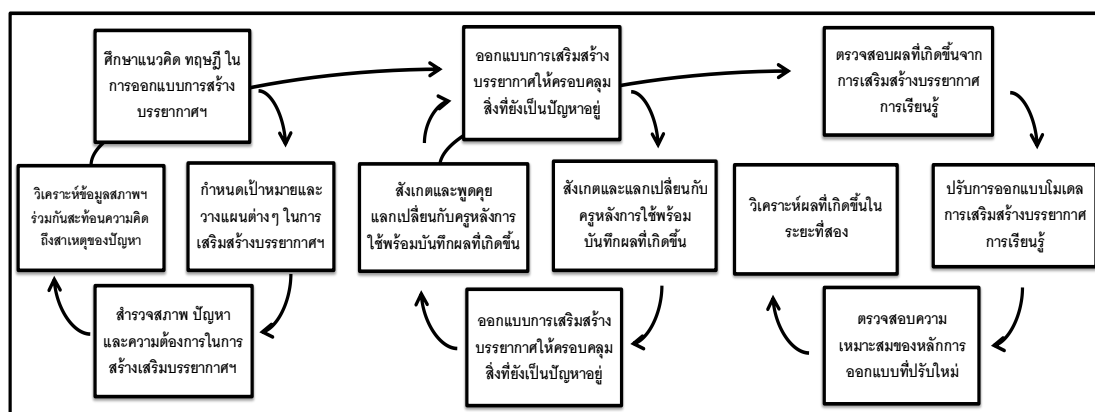 ศึกษาแนวคิด ทฤษฎี ใน
การออกแบบการสร้าง
บรรยากาศฯ
ออกแบบการเสริมสร้าง
บรรยากาศให้ครอบคลุม
สิ่งที่ยังเป็นปัญหาอยู่
ตรวจสอบผลที่เกิดขึ้นจาก
การเสริมสร้างบรรยากาศ
การเรียนรู้
วิเคราะห์ข้อมูลสภาพฯ
ร่วมกันสะท้อนความคิด
ถึงสาเหตุของปัญหา
กำหนดเป้าหมายและ
วางแผนต่างๆ ในการ
เสริมสร้างบรรยากาศฯ
สังเกตและพูดคุย
แลกเปลี่ยนกับครูหลังการ
ใช้พร้อมบันทึกผลที่เกิดขึ้น
สังเกตและแลกเปลี่ยนกับ
ครูหลังการใช้พร้อม
บันทึกผลที่เกิดขึ้น
วิเคราะห์ผลที่เกิดขึ้นใน
ระยะที่สอง
ปรับการออกแบบโมเดล
การเสริมสร้างบรรยากาศ
การเรียนรู้
สำรวจสภาพ ปัญหา
และความต้องการในการ
สร้างเสริมบรรยากาศฯ
ออกแบบการเสริมสร้าง
บรรยากาศให้ครอบคลุม
สิ่งที่ยังเป็นปัญหาอยู่
ตรวจสอบความ
เหมาะสมของหลักการ
ออกแบบที่ปรับใหม่